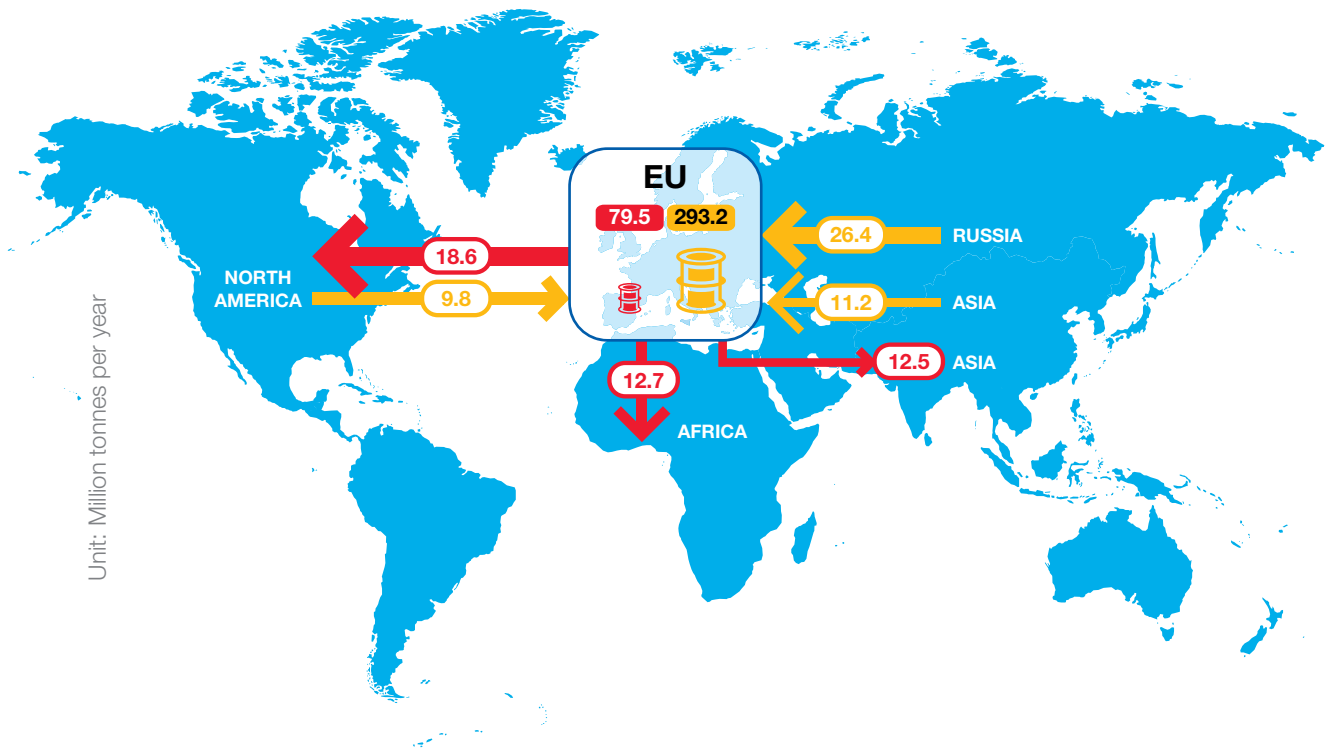 EU
79.5 293.2
18.6
26.4
RUSSIA
NORTH
AMERICA
9.8
11.2
ASIA
12.5
ASIA
12.7
AFRICA
Unit: Million tonnes per year